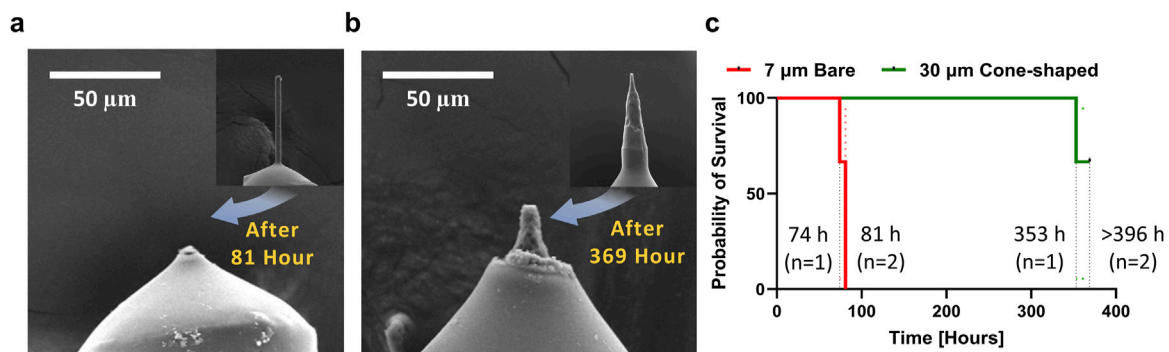 a
50 µm
After
81 Hour
b
50 µm
After
369 Hour
c
7 µm Bare
30 µm Cone-shaped
Probability of Survival
100
50
0
74 h
(n=1)
81 h
(n=2)
353 h
(n=1)
>396 h
(n=2)
0
100
200
300
400
Time [Hours]